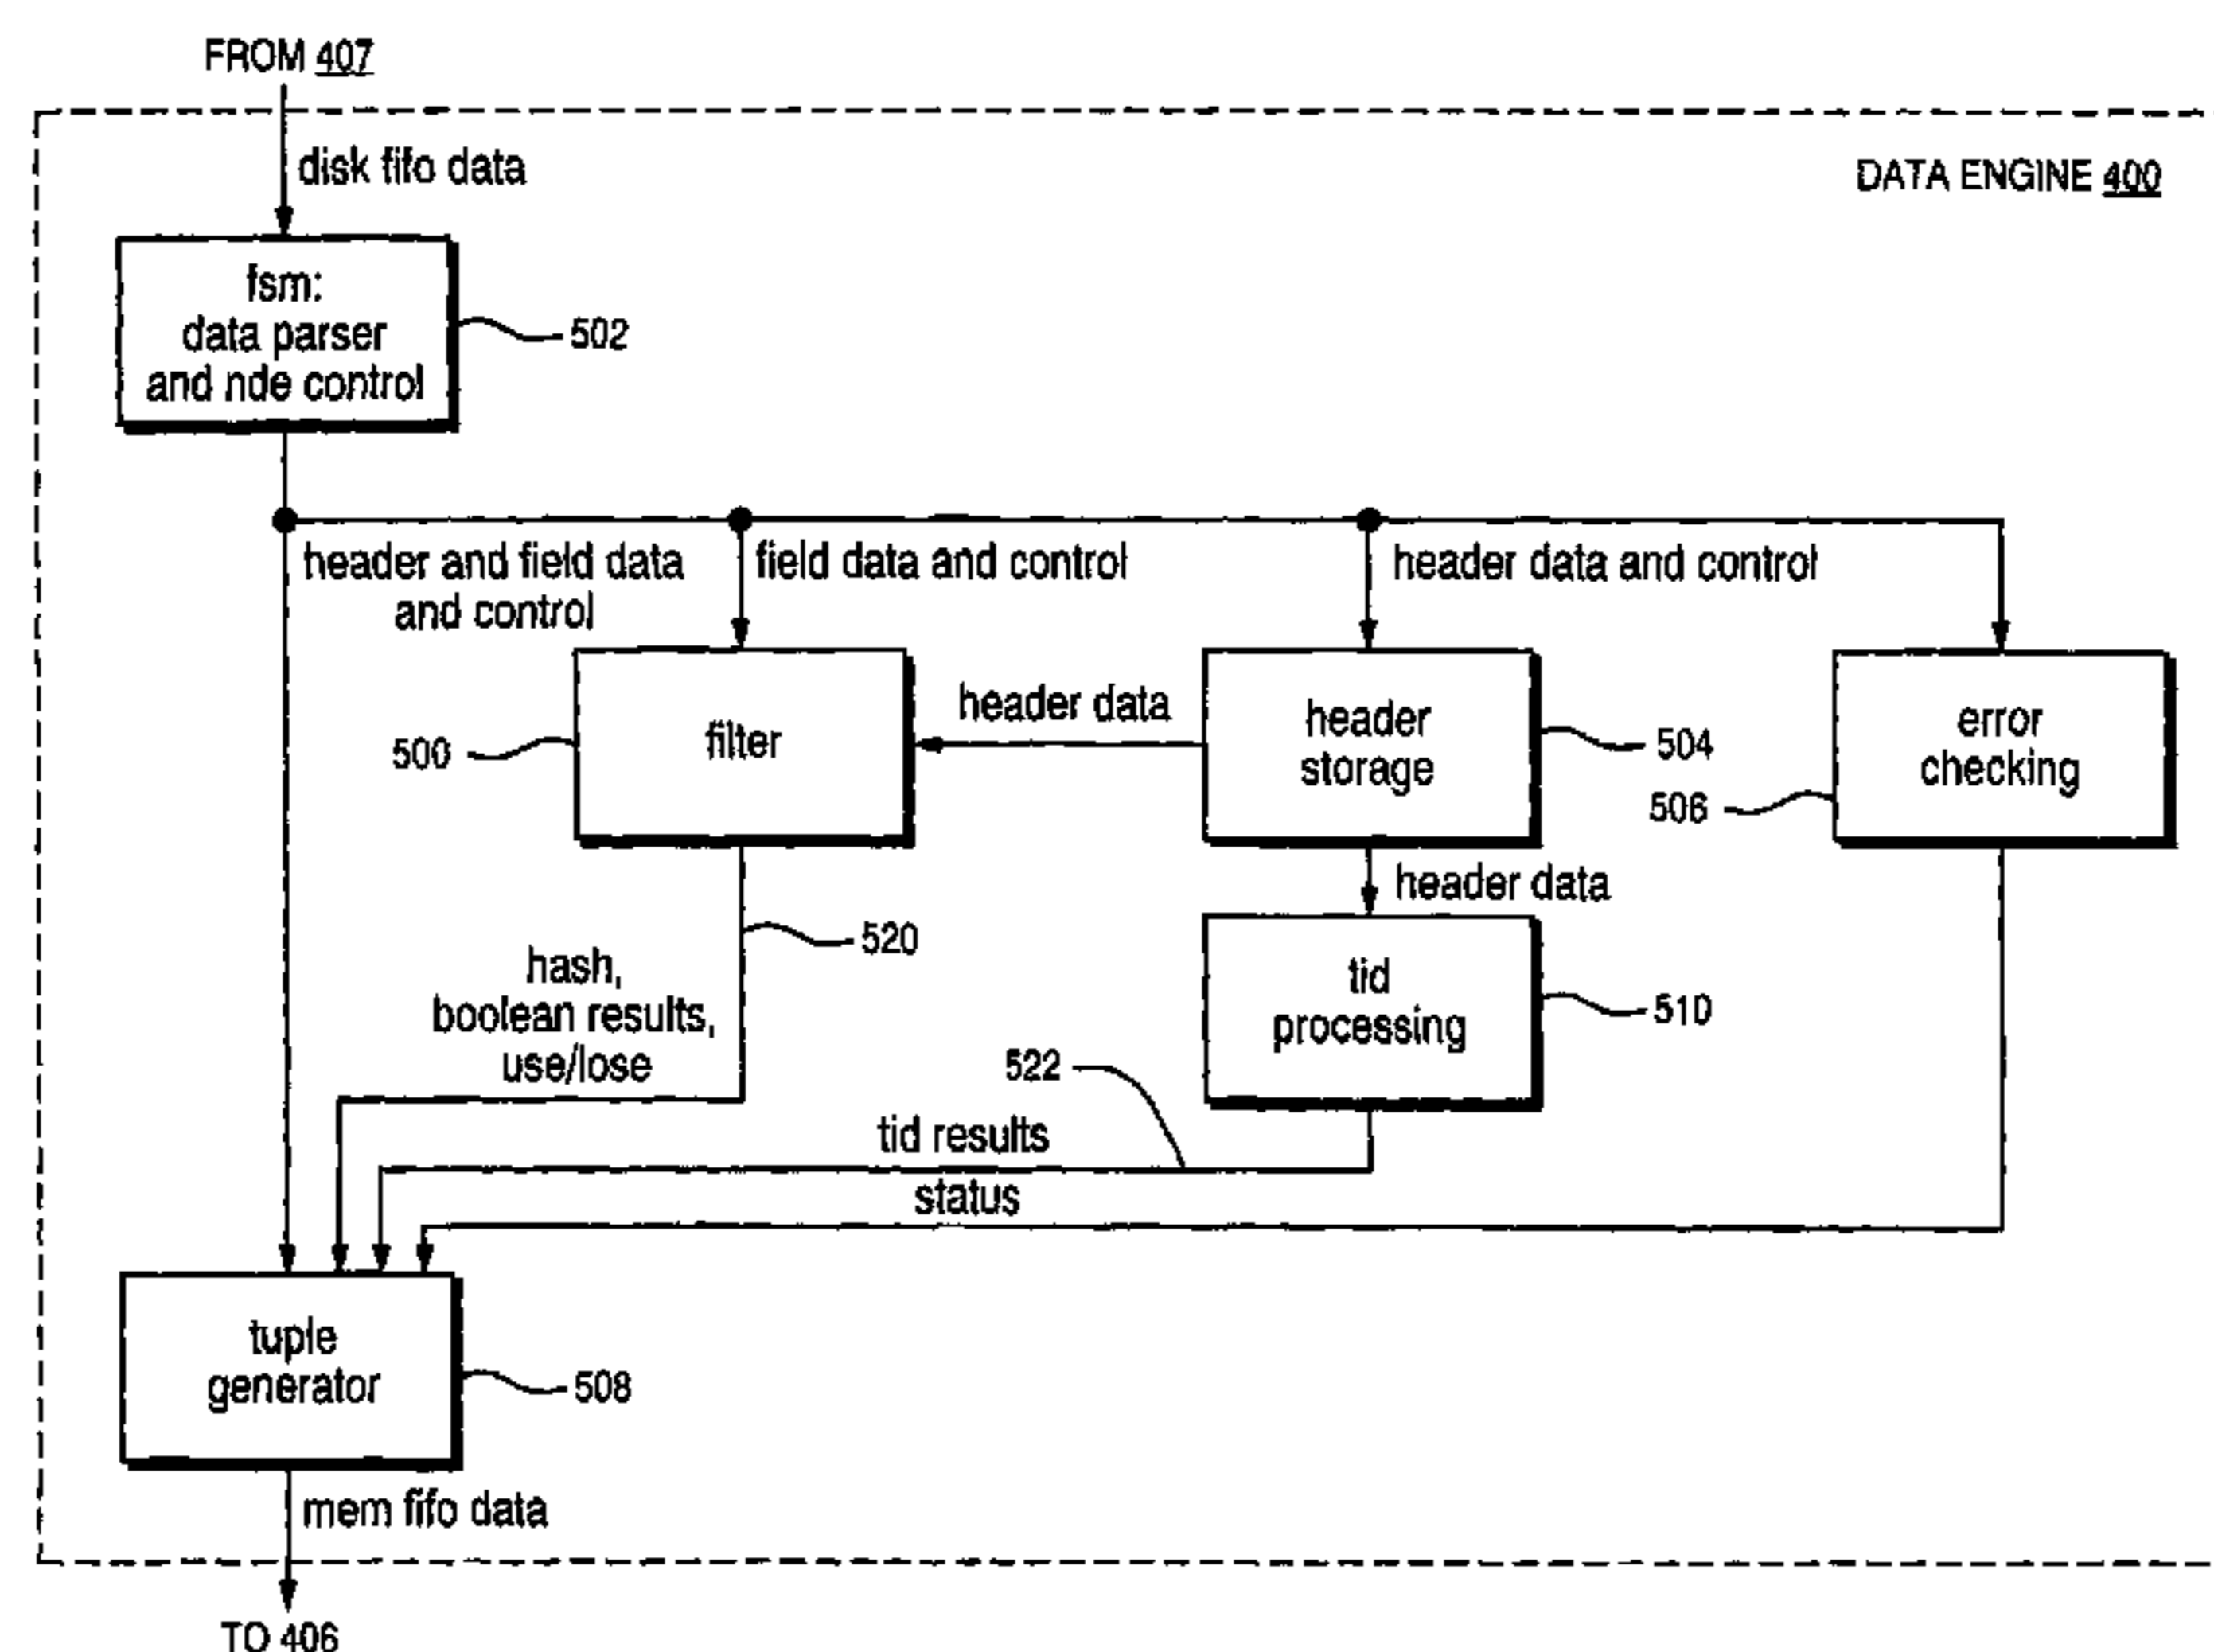 FROM 407
disk fifo data
DATA ENGINE 400
fsm:
data parser
and nde control
502
header and field data
and control
field data and control
header data and control
filter
500
header data
header
storage
504
error
checking
506
header data
520
hash,
boolean results,
use/lose
tid
processing
510
522
tid results
status
tuple
generator
508
mem fifo data
TO 406